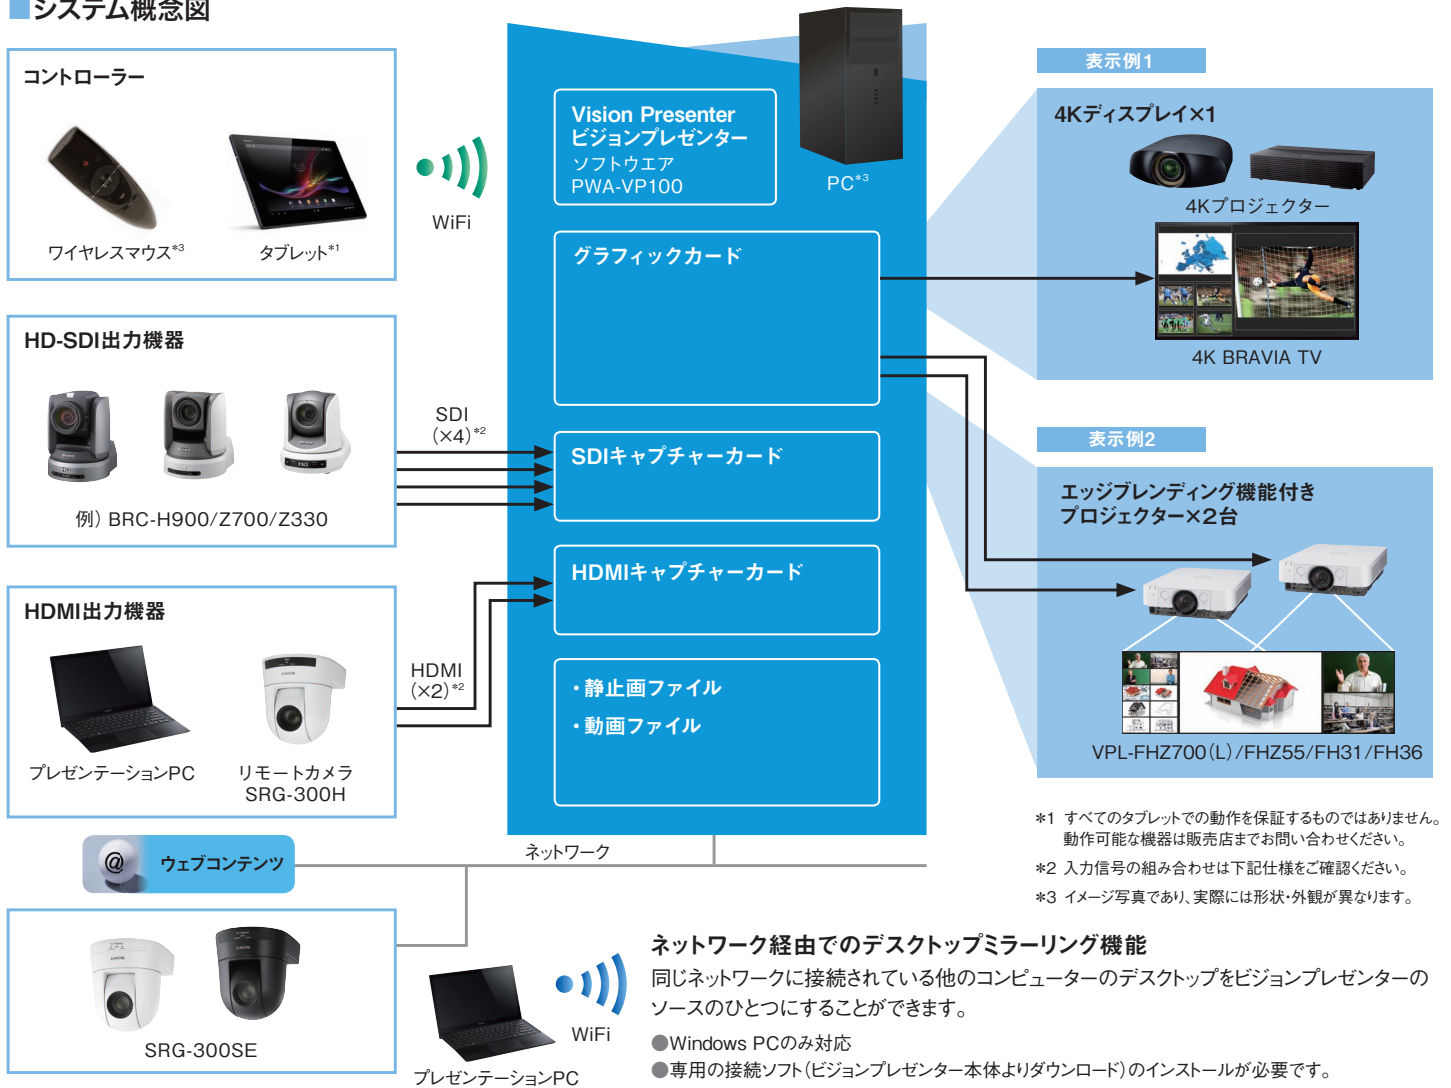 ■システム概念図
コントローラー
ワイヤレスマウス*3
タブレット*1
WiFi
HD-SDI出力機器
例）BRC-H900/Z700/Z330
SDI
（×4）*2
HDMI出力機器
プレゼンテーションPC
リモートカメラ
SRG-300H
HDMI
（×2）*2
@
ウェブコンテンツ
ネットワーク
SRG-300SE
Vision Presenter
ビジョンプレゼンター
ソフトウエア
PWA-VP100
PC*3
グラフィックカード
SDIキャプチャーカード
HDMIキャプチャーカード
・静止画ファイル
・動画ファイル
表示例1
4Kディスプレイ×1
4Kプロジェクター
4K BRAVIA TV
表示例2
エッジブレンディング機能付き
プロジェクター×2台
VPL-FHZ700（L）/FHZ55/FH31/FH36
*1 すべてのタブレットでの動作を保証するものではありません。
動作可能な機器は販売店までお問い合わせください。
*2 入力信号の組み合わせは下記仕様をご確認ください。
*3 イメージ写真であり、実際には形状・外観が異なります。
プレゼンテーションPC
WiFi
ネットワーク経由でのデスクトップミラーリング機能
同じネットワークに接続されている他のコンピューターのデスクトップをビジョンプレゼンターの
ソースのひとつにすることができます。
●Windows PCのみ対応
●専用の接続ソフト（ビジョンプレゼンター本体よりダウンロード）のインストールが必要です。